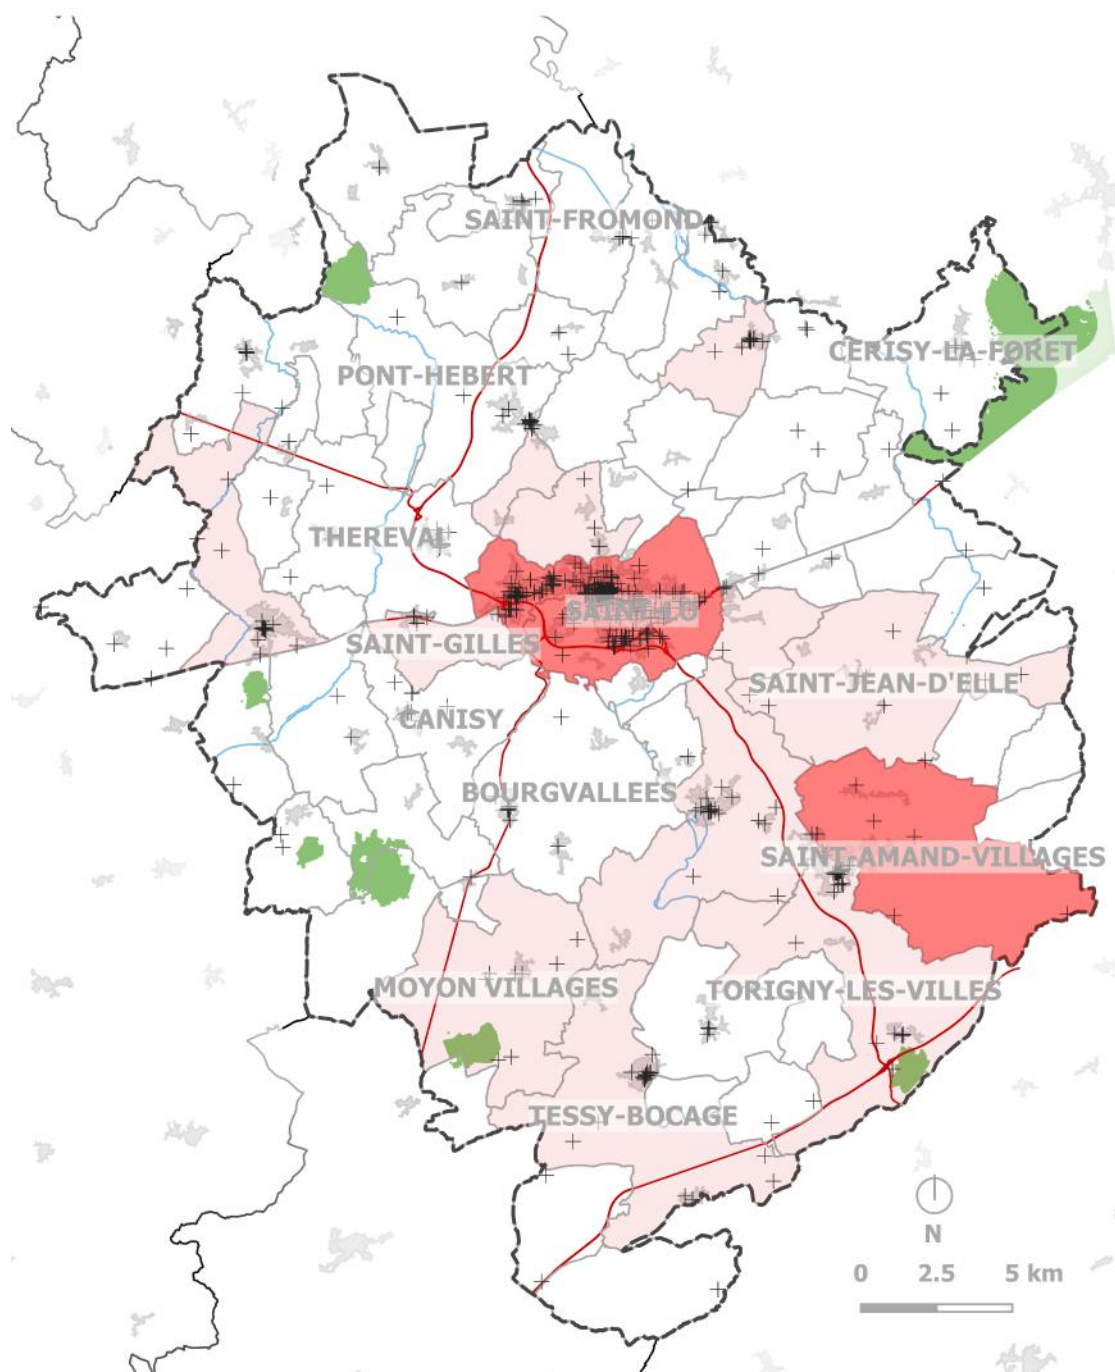 SAINT-FROMOND
CERISY-LA-FORET
PONT-HEBERT
THEREVAL
SAINT-LO
SAINT-GILLES
SAINT-JEAN-D'ELLE
CANISY
BOURGVALLEES
SAINT-AMAND-VILLAGES
MOYON VILLAGES
TORIGNY-LES-VILLES
TESSY-BOCAGE
N
0 2.5 5 km